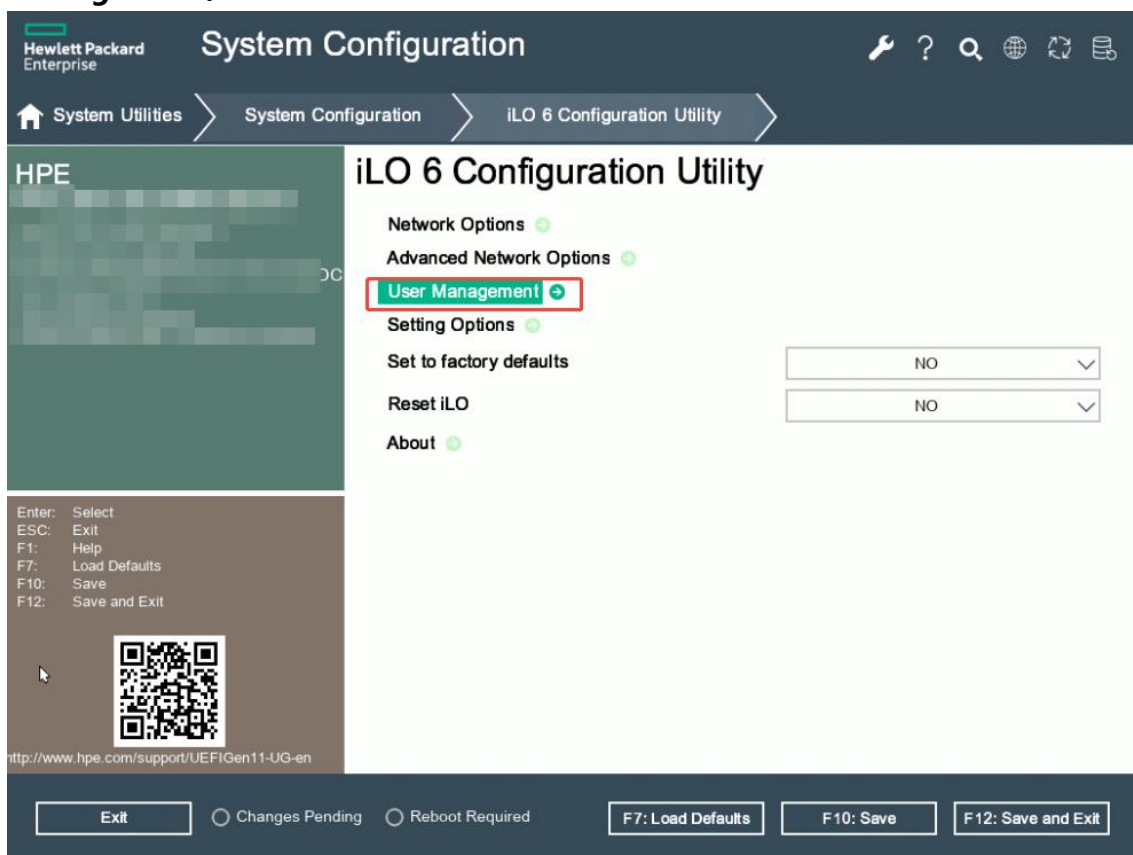 Hewlett Packard
Enterprise
System Configuration
System Utilities
System Configuration
iLO 6 Configuration Utility
HPE
iLO 6 Configuration Utility
Network Options
Advanced Network Options
User Management
Setting Options
Set to factory defaults
NO
Reset iLO
NO
About
Enter: Select
ESC: Exit
F1: Help
F7: Load Defaults
F10: Save
F12: Save and Exit
http://www.hpe.com/support/UEFIGen11-UG-en
Exit
Changes Pending
Reboot Required
F7: Load Defaults
F10: Save
F12: Save and Exit